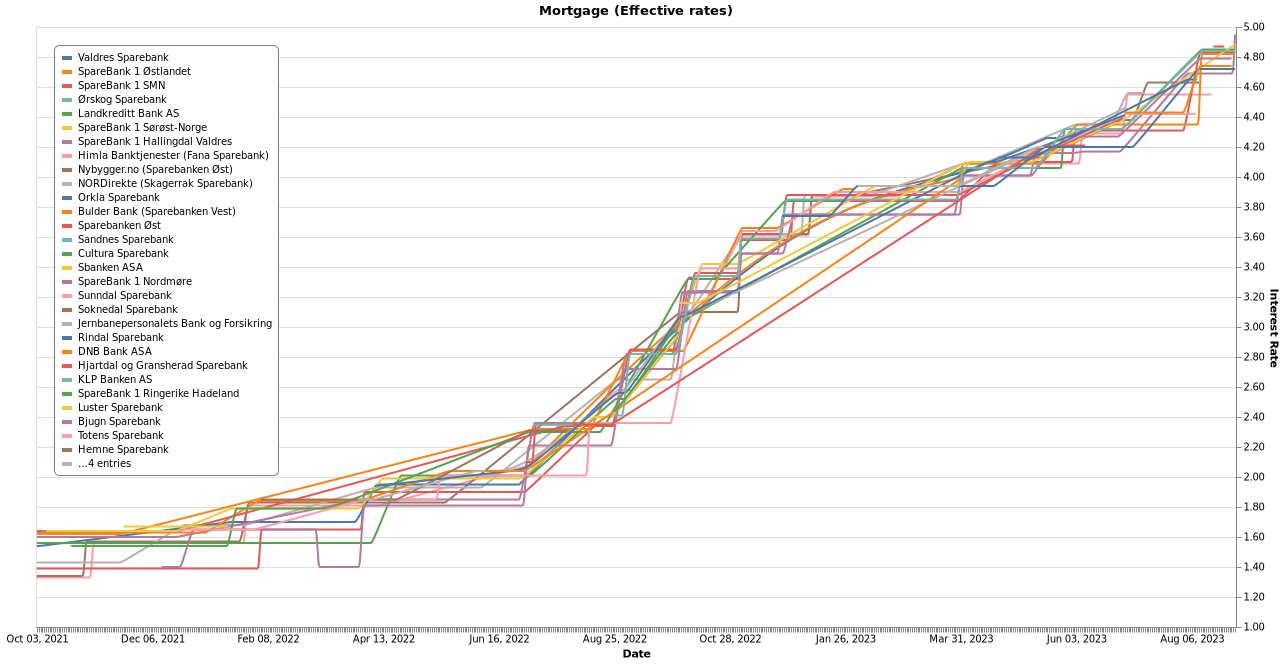 Mortgage (Effective rates)
Valdres Sparebank
SpareBank 1 Østlandet
SpareBank 1 SMN
Ørskog Sparebank
Landkreditt Bank AS
SpareBank 1 Sørøst-Norge
SpareBank 1 Hallingdal Valdres
Himla Banktjenester (Fana Sparebank)
Nybygger.no (Sparebanken Øst)
NORDirekte (Skagerrak Sparebank)
Orkla Sparebank
Bulder Bank (Sparebanken Vest)
Sparebanken Øst
Sandnes Sparebank
Cultura Sparebank
Sbanken ASA
SpareBank 1 Nordmøre
Sunndal Sparebank
Soknedal Sparebank
Jernbanepersonalets Bank og Forsikring
Rindal Sparebank
DNB Bank ASA
Hjartdal og Gransherad Sparebank
KLP Banken AS
SpareBank 1 Ringerike Hadeland
Luster Sparebank
Bjugn Sparebank
Totens Sparebank
Hemne Sparebank
...4 entries
5.00
4.80
4.60
4.40
4.20
4.00
3.80
3.60
3.40
3.20
3.00
2.80
2.60
2.40
2.20
2.00
1.80
1.60
1.40
1.20
1.00
Interest Rate
Oct 03, 2021 Dec 06, 2021 Feb 08, 2022 Apr 13, 2022 Jun 16, 2022 Aug 25, 2022 Oct 28, 2022 Jan 26, 2023 Mar 31, 2023 Jun 03, 2023 Aug 06, 2023
Date